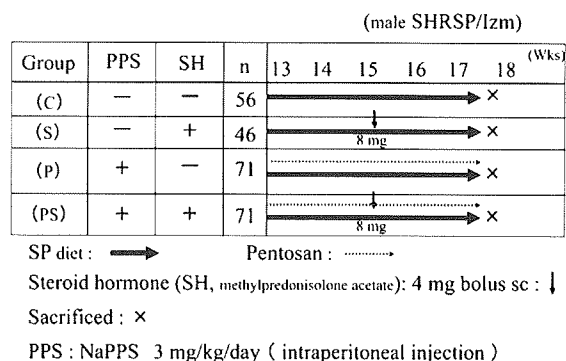 (male SHRSP/Izm)
Group PPS SH n 13 14 15 16 17 18 (Wks)
(C) − − 56 ×
(S) − + 46 8 mg ×
(P) + − 71 ×
(PS) + + 71 8 mg ×
SP diet : Pentosan :
Steroid hormone (SH, methylpredonisolone acetate): 4 mg bolus sc :
Sacrificed : ×
PPS : NaPPS 3 mg/kg/day ( intraperitoneal injection )